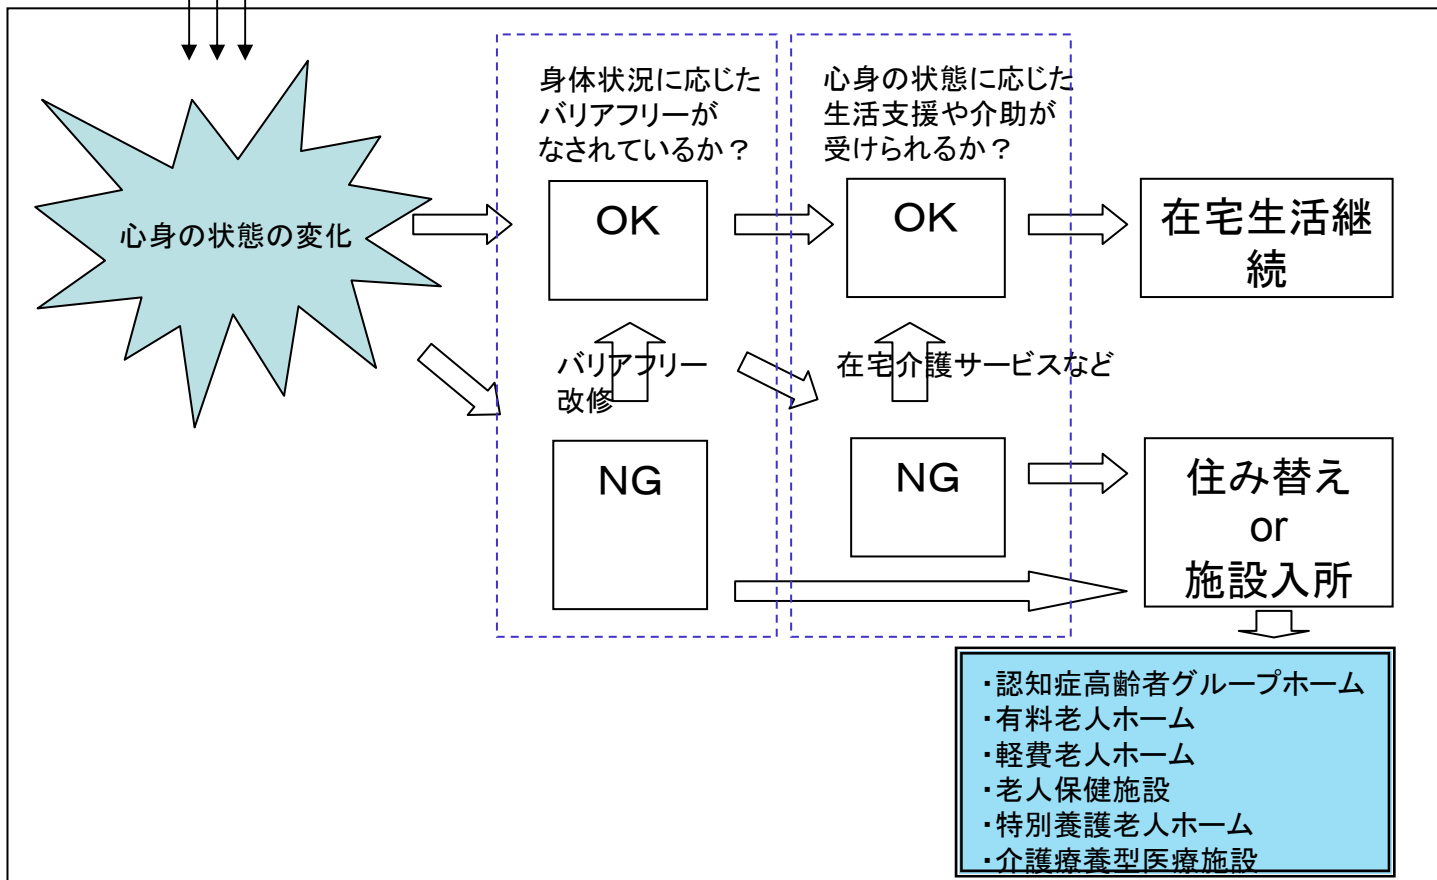 心身の状態の変化
身体状況に応じた
バリアフリーが
なされているか？
OK
バリアフリー
改修
NG
心身の状態に応じた
生活支援や介助が
受けられるか？
OK
在宅介護サービスなど
NG
在宅生活継
続
住み替え
or
施設入所
・認知症高齢者グループホーム
・有料老人ホーム
・軽費老人ホーム
・老人保健施設
・特別養護老人ホーム
・介護療養型医療施設